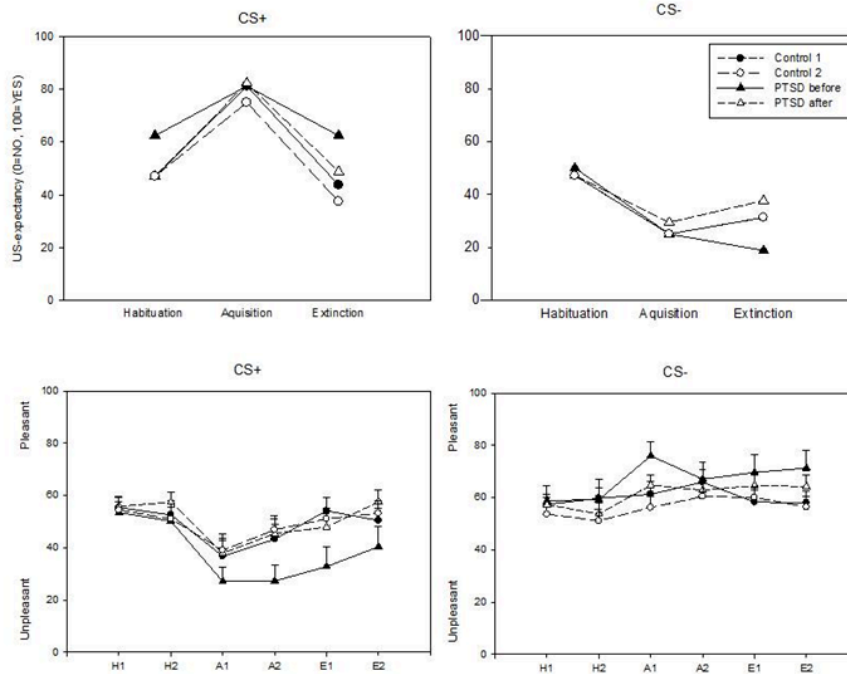 CS+
100
80
60
40
20
0
US-expectancy (0=NO, 100=YES)
Habituation Aquisition Extinction
CS-
100
80
60
40
20
0
Control 1
Control 2
PTSD before
PTSD after
Habituation Aquisition Extinction
CS+
100
80
60
40
20
0
Pleasant
Unpleasant
H1 H2 A1 A2 E1 E2
CS-
100
80
60
40
20
0
Pleasant
Unpleasant
H1 H2 A1 A2 E1 E2